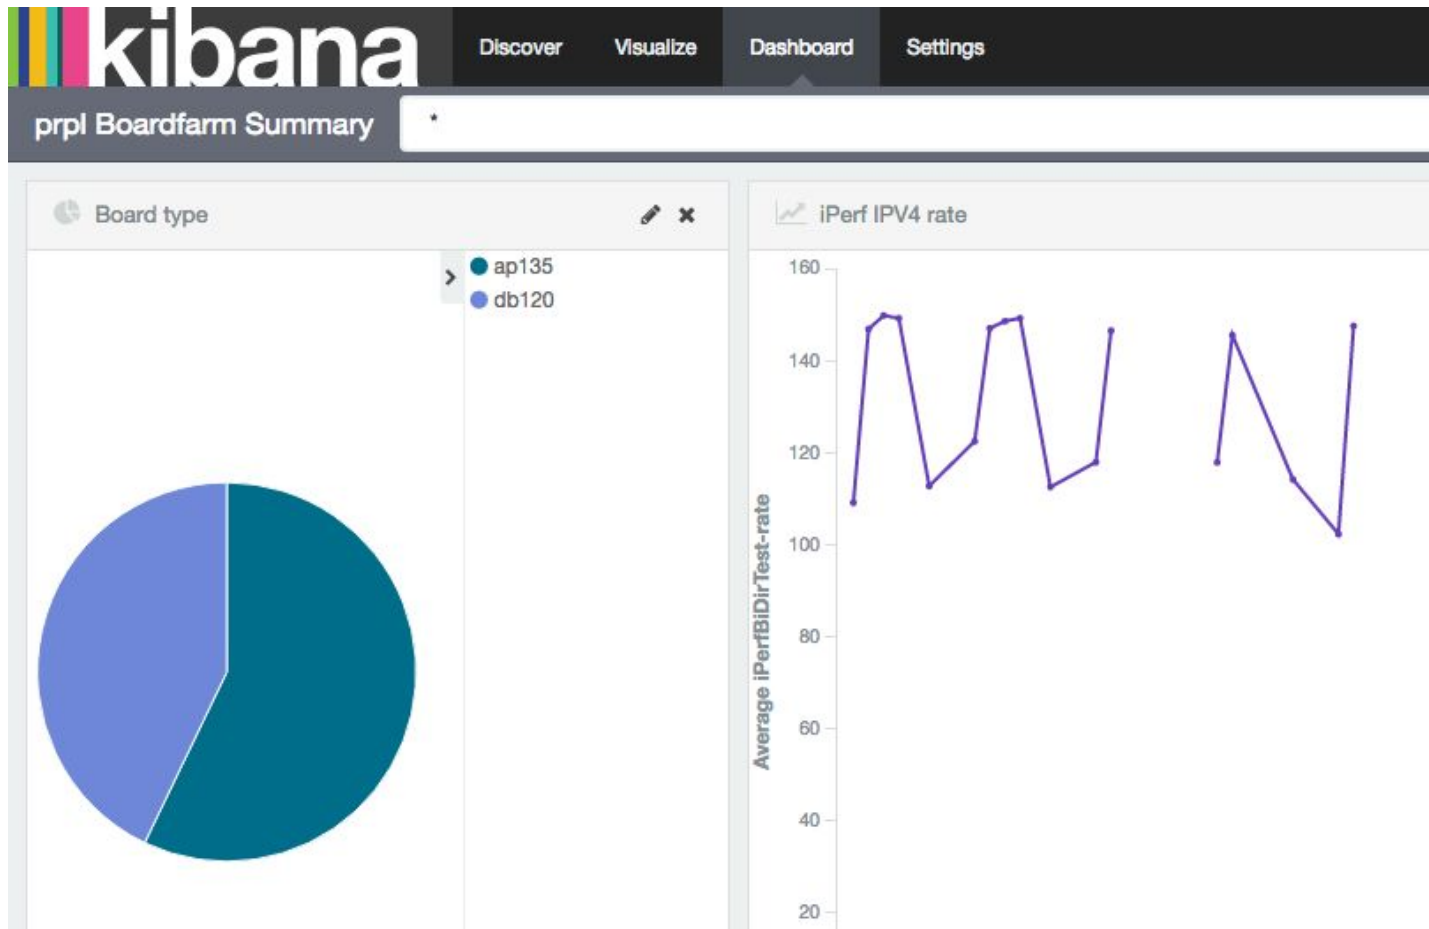 kibana
Discover Visualize Dashboard Settings
prpl Boardfarm Summary *
Board type
ap135
db120
iPerf IPV4 rate
Average iPerfBiDirTest-rate
160
140
120
100
80
60
40
20